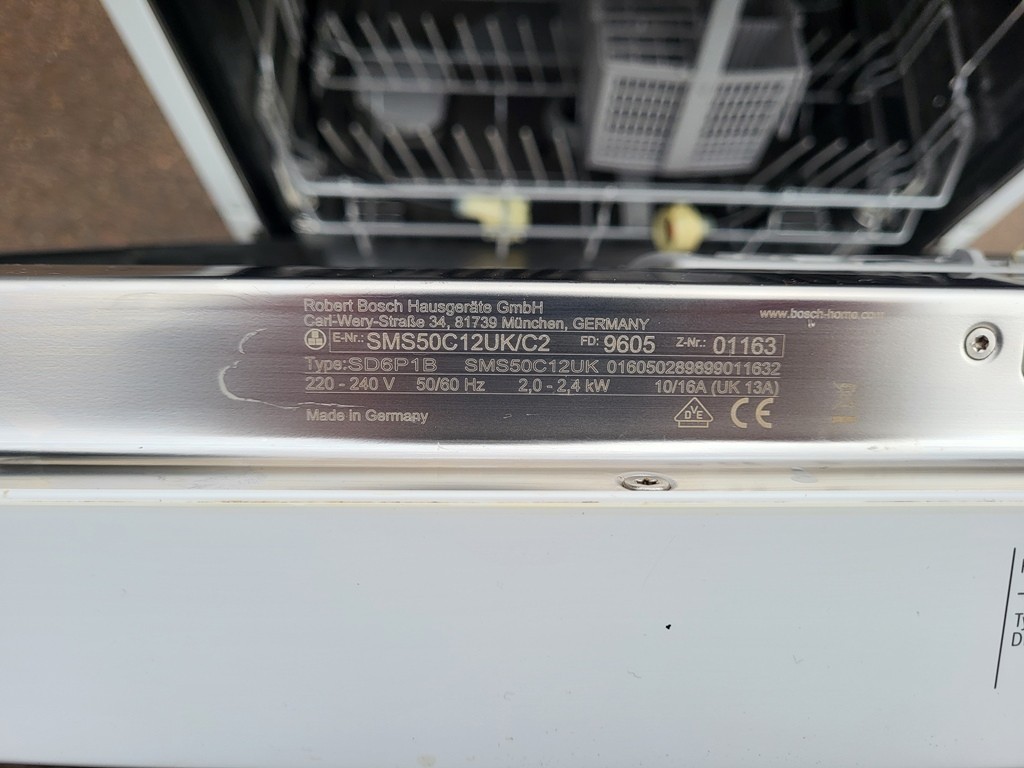 Robert Bosch Hausgeräte GmbH
Carl-Wery-Straße 34, 81739 München, GERMANY
www.bosch-home.com
E-Nr.: SMS50C12UK/C2 FD: 9605 Z-Nr.: 01163
Type: SD6P1B SMS50C12UK 016050289899011632
220 - 240 V 50/60 Hz 2,0 - 2,4 kW 10/16A (UK 13A)
Made in Germany
DVE CE